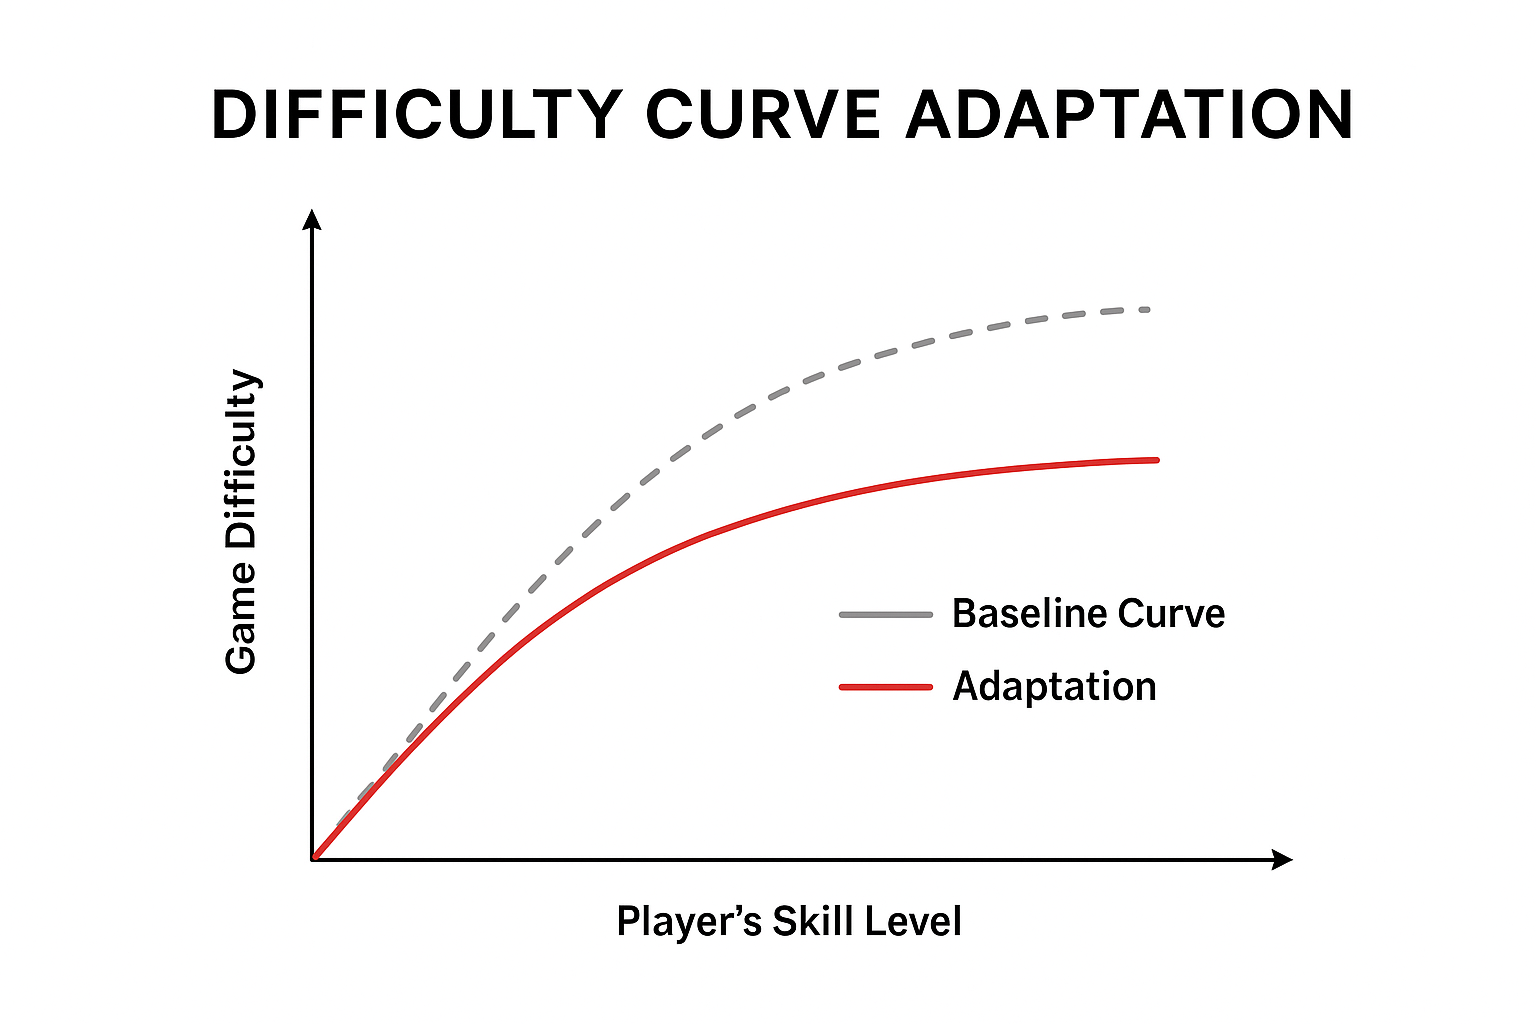 DIFFICULTY CURVE ADAPTATION
Game Difficulty
Baseline Curve
Adaptation
Player’s Skill Level